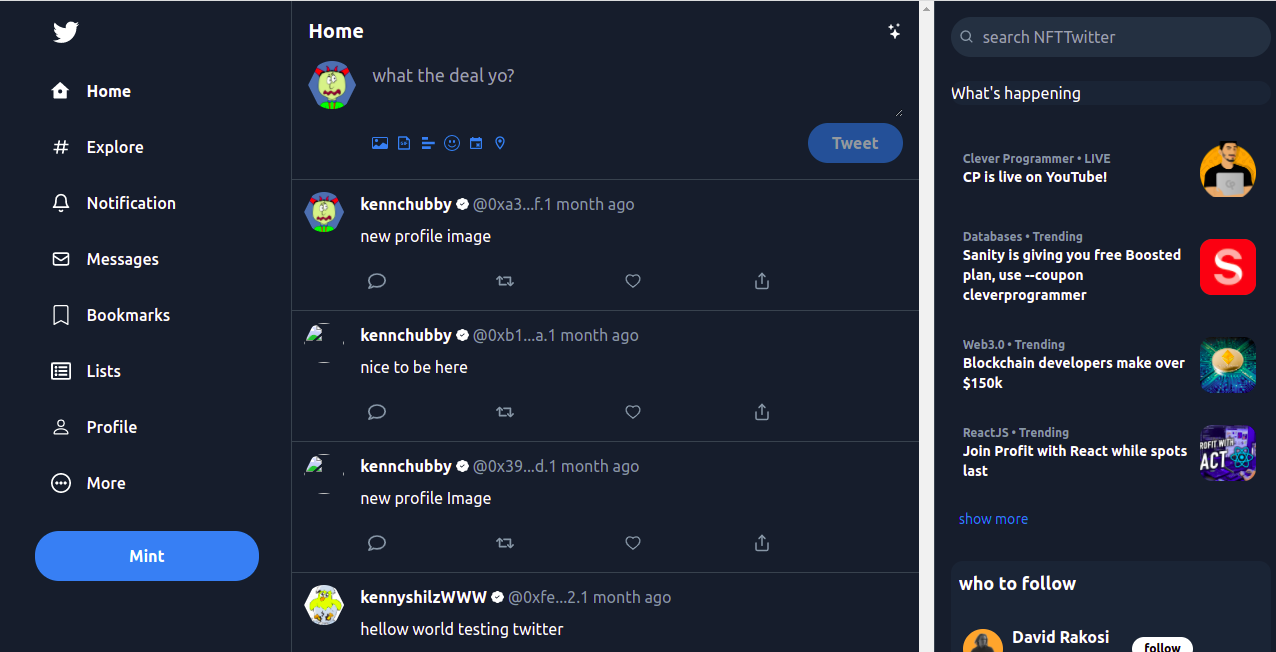 Home
Explore
Notification
Messages
Bookmarks
Lists
Profile
More
Mint
Home
what the deal yo?
GIF
Tweet
kennchubby @0xa3...f.1 month ago
new profile image
kennchubby @0xb1...a.1 month ago
nice to be here
kennchubby @0x39...d.1 month ago
new profile Image
kennyshilzWWW @0xfe...2.1 month ago
hellow world testing twitter
search NFTTwitter
What's happening
Clever Programmer • LIVE
CP is live on YouTube!
Databases • Trending
Sanity is giving you free Boosted
plan, use --coupon
cleverprogrammer
S
Web3.0 • Trending
Blockchain developers make over
$150k
ReactJS • Trending
Join Profit with React while spots
last
ROFIT WITH
ACT
show more
who to follow
David Rakosi
follow